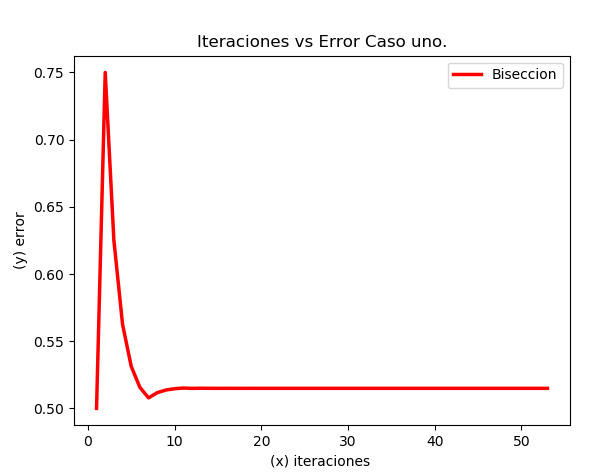 Iteraciones vs Error Caso uno.
Biseccion
0.75
0.70
0.65
0.60
0.55
0.50
(y) error
0 10 20 30 40 50
(x) iteraciones